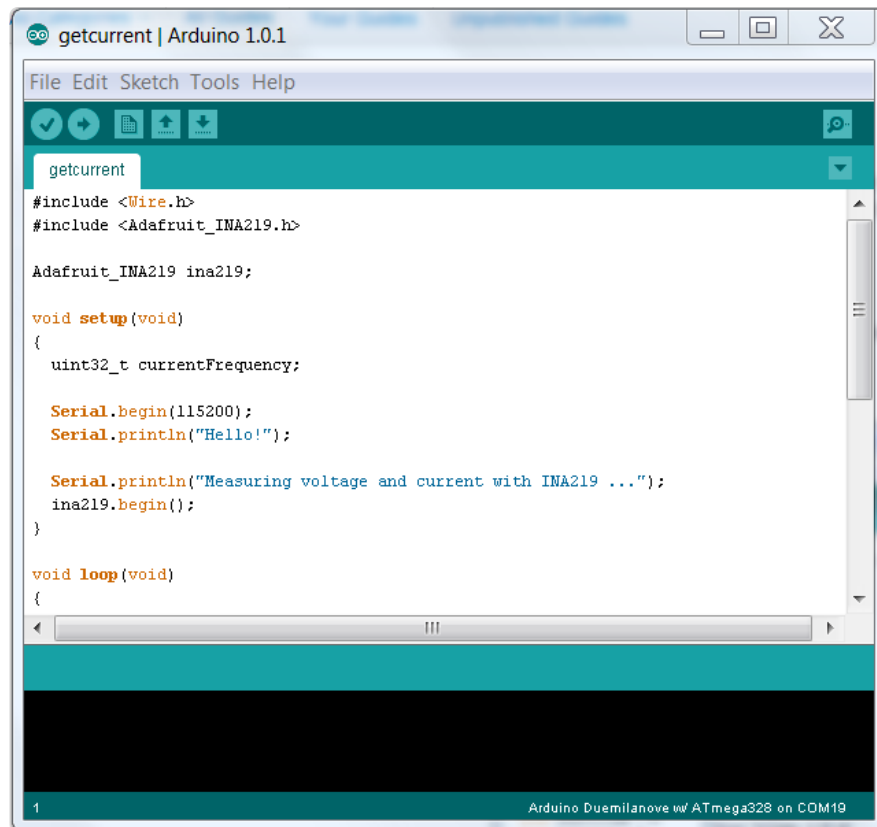 getcurrent | Arduino 1.0.1
File Edit Sketch Tools Help
getcurrent
#include <Wire.h>
#include <Adafruit_INA219.h>
Adafruit_INA219 ina219;
void setup(void)
{
uint32_t currentFrequency;
Serial.begin(115200);
Serial.println("Hello!");
Serial.println("Measuring voltage and current with INA219 ...");
ina219.begin();
}
void loop(void)
{
1 Arduino Duemilanove w/ ATmega328 on COM19